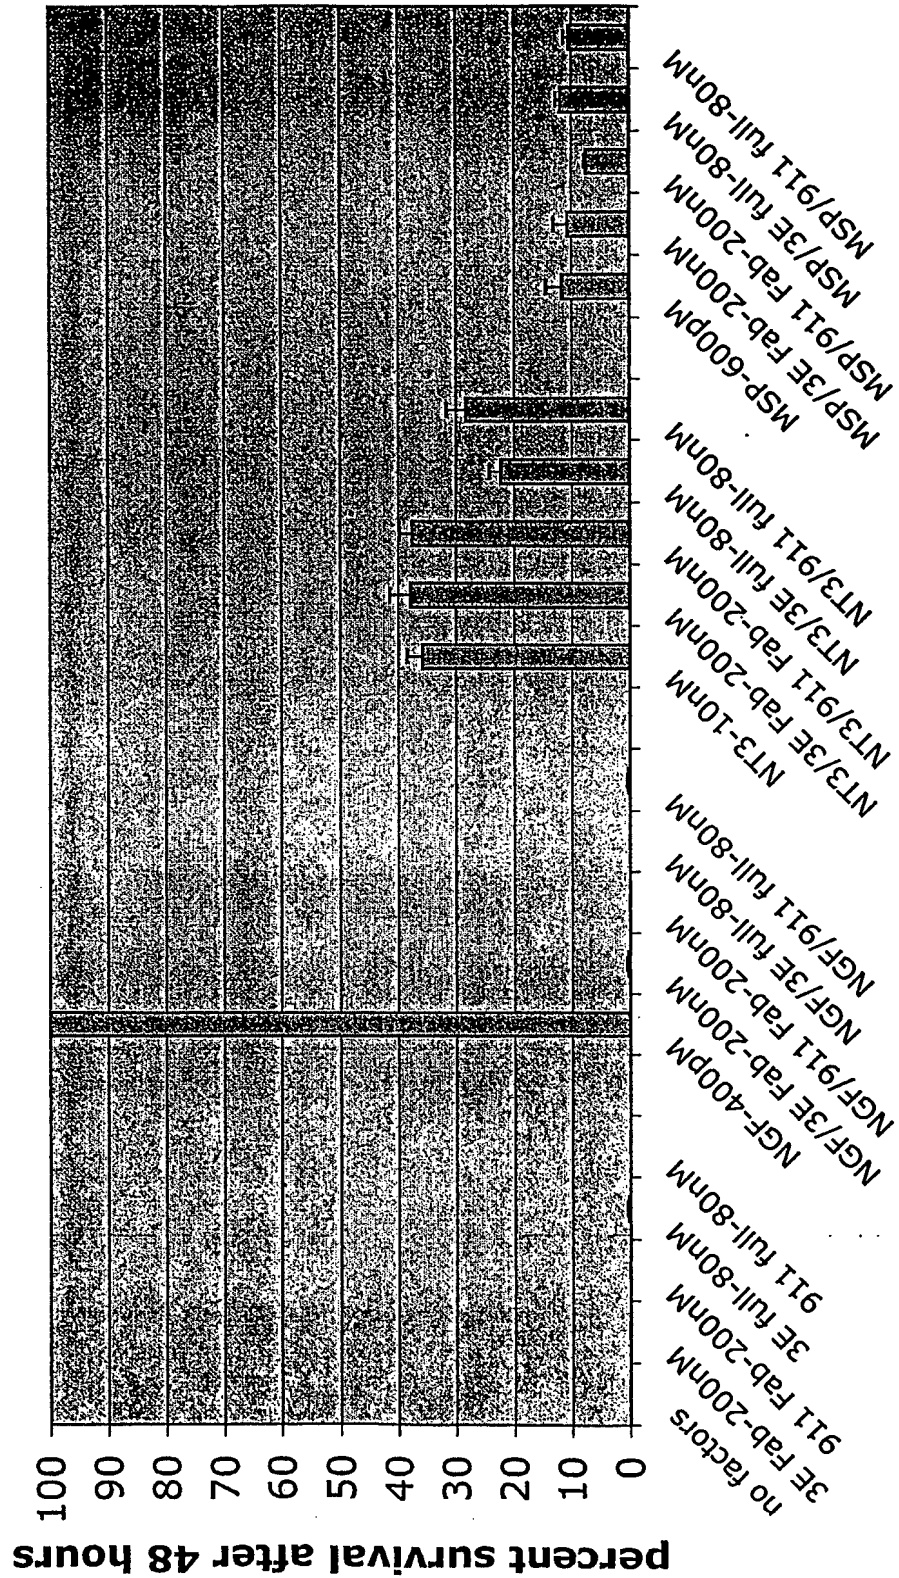 percent survival after 48 hours
100
90
80
70
60
50
40
30
20
10
0
no factors
3E Fab-200nM
911 Fab-200nM
3E full-80nM
911 full-80nM
NGF-400pM
NGF/3E Fab-200nM
NGF/911 Fab-200nM
NGF/3E full-80nM
NGF/911 full-80nM
NT3-10nM
NT3/3E Fab-200nM
NT3/911 Fab-200nM
NT3/3E full-80nM
NT3/911 full-80nM
MSP-600pM
MSP/3E Fab-200nM
MSP/911 Fab-200nM
MSP/3E full-80nM
MSP/911 full-80nM